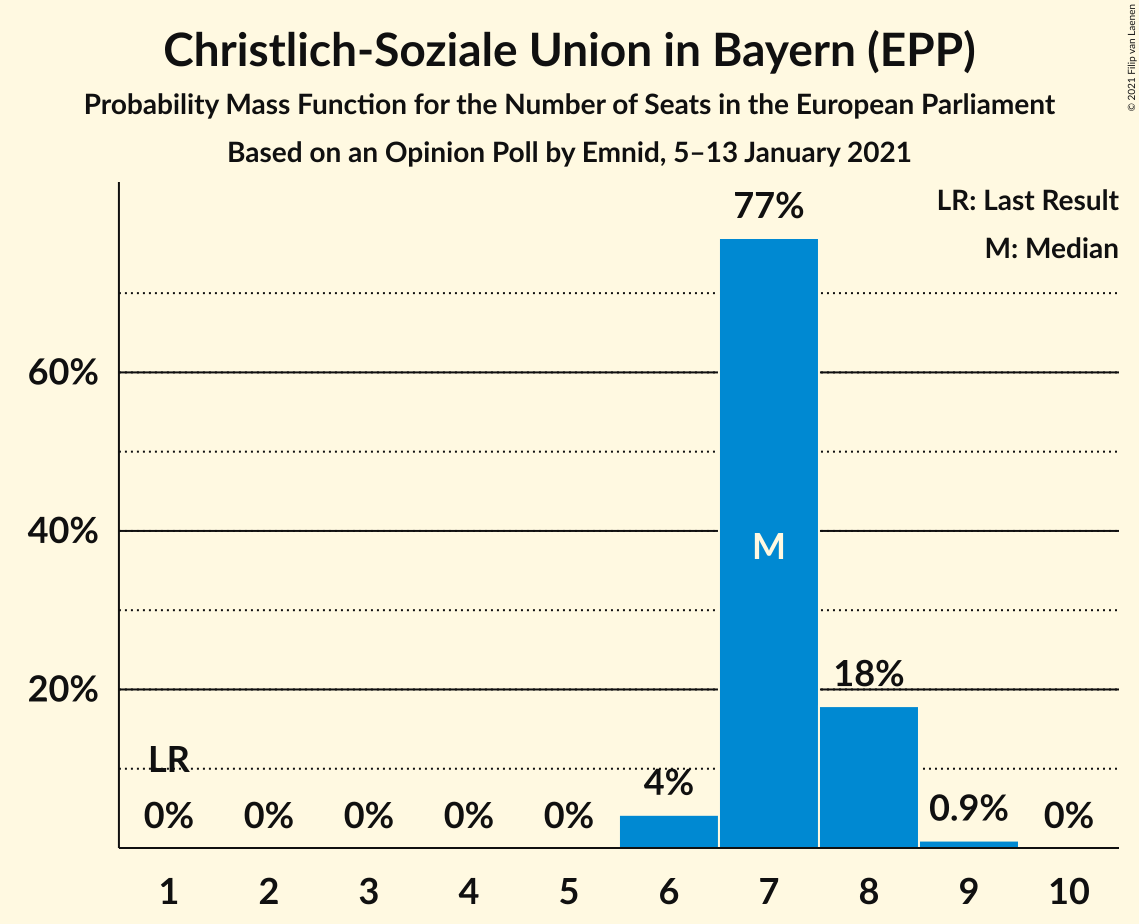 Christlich-Soziale Union in Bayern (EPP)
Probability Mass Function for the Number of Seats in the European Parliament
Based on an Opinion Poll by Emnid, 5–13 January 2021
© 2021 Filip van Laenen
LR: Last Result
M: Median
77%
60%
40%
M
20%
18%
LR
0%
0%
0%
0%
0%
4%
0.9%
0%
1 2 3 4 5 6 7 8 9 10